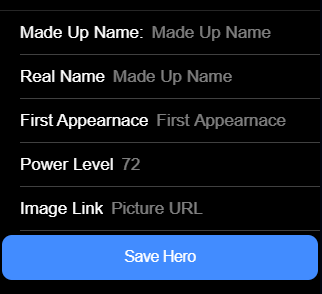 Made Up Name: Made Up Name
Real Name Made Up Name
First Appearnace First Appearnace
Power Level 72
Image Link Picture URL
Save Hero